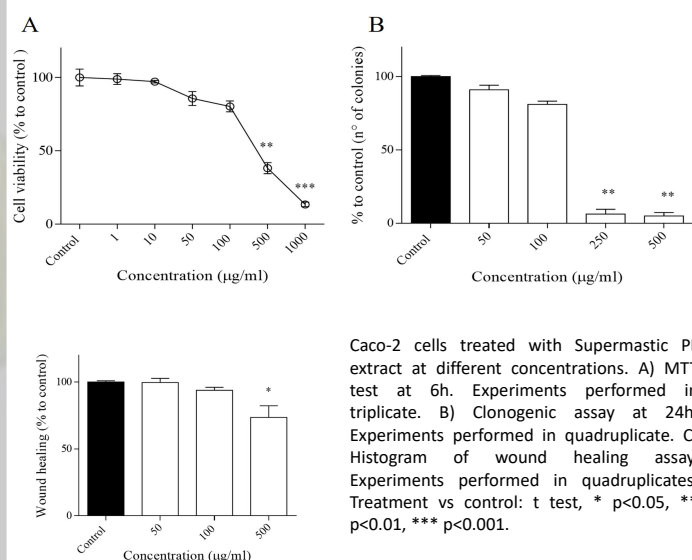 A
Cell viability (% to control )
100
50
0
**
***
Control
1
10
50
100
500
1000
Concentration (µg/ml)
B
% to control (n° of colonies)
100
50
0
**
**
Control
50
100
250
500
Concentration (µg/ml)
Wound healing (% to control)
100
50
0
*
Control
50
100
500
Concentration (µg/ml)
Caco-2 cells treated with Supermastic
extract at different concentrations. A) MTT
test at 6h. Experiments performed in
triplicate. B) Clonogenic assay at 24h
Experiments performed in quadruplicate. C
Histogram of wound healing assay
Experiments performed in quadruplicates
Treatment vs control: t test, * p<0.05, **
p<0.01, *** p<0.001.